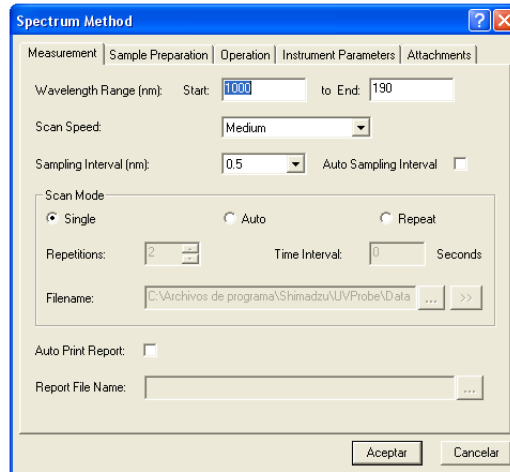 Spectrum Method
Measurement Sample Preparation Operation Instrument Parameters Attachments
Wavelength Range (nm): Start: 1000 to End: 190
Scan Speed: Medium
Sampling Interval (nm): 0.5 Auto Sampling Interval
Scan Mode
Single Auto Repeat
Repetitions: 2 Time Interval: 0 Seconds
Filename: C:\Archivos de programa\Shimadzu\UVProbe\Data ... >>
Auto Print Report:
Report File Name: ...
Aceptar Cancelar